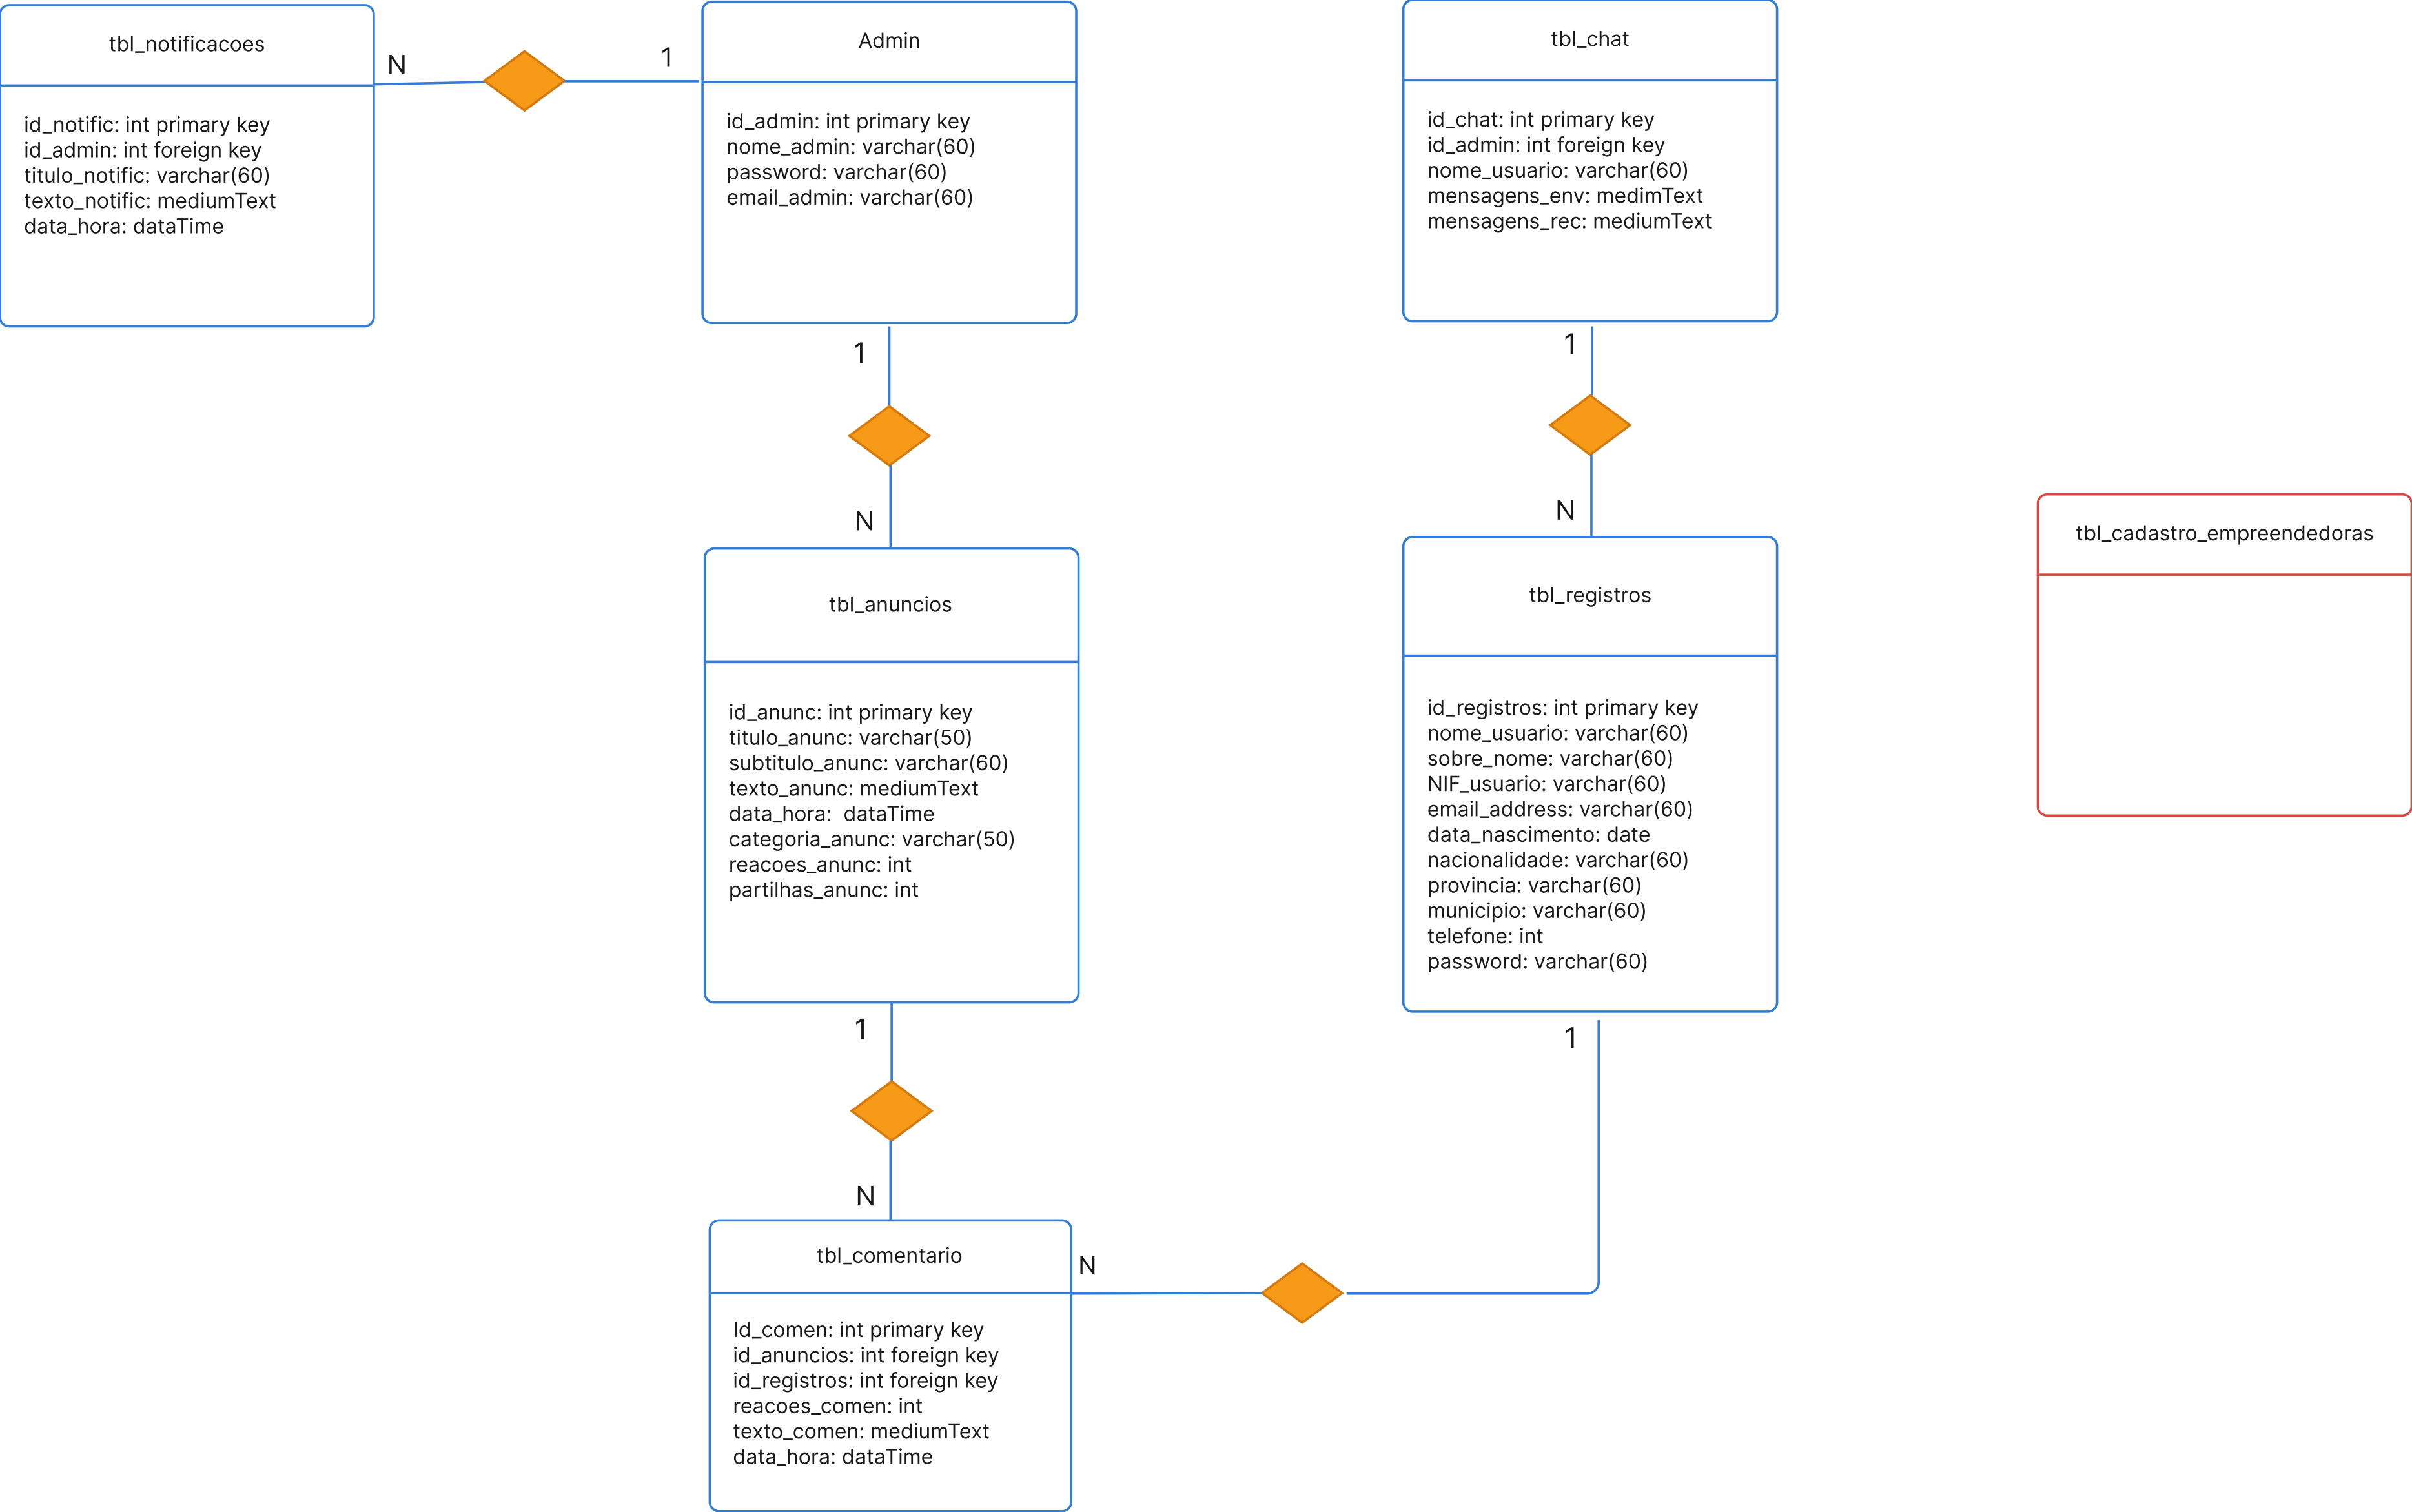 tbl_notificacoes
id_notific: int primary key
id_admin: int foreign key
titulo_notific: varchar(60)
texto_notific: mediumText
data_hora: dataTime
N
1
Admin
id_admin: int primary key
nome_admin: varchar(60)
password: varchar(60)
email_admin: varchar(60)
tbl_chat
id_chat: int primary key
id_admin: int foreign key
nome_usuario: varchar(60)
mensagens_env: medimText
mensagens_rec: mediumText
1
N
1
N
tbl_anuncios
id_anunc: int primary key
titulo_anunc: varchar(50)
subtitulo_anunc: varchar(60)
texto_anunc: mediumText
data_hora:  dataTime
categoria_anunc: varchar(50)
reacoes_anunc: int
partilhas_anunc: int
tbl_registros
id_registros: int primary key
nome_usuario: varchar(60)
sobre_nome: varchar(60)
NIF_usuario: varchar(60)
email_address: varchar(60)
data_nascimento: date
nacionalidade: varchar(60)
provincia: varchar(60)
municipio: varchar(60)
telefone: int
password: varchar(60)
tbl_cadastro_empreendedoras
1
N
1
N
tbl_comentario
Id_comen: int primary key
id_anuncios: int foreign key
id_registros: int foreign key
reacoes_comen: int
texto_comen: mediumText
data_hora: dataTime